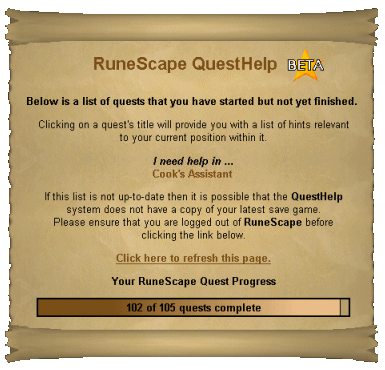 RuneScape QuestHelp BETA
Below is a list of quests that you have started but not yet finished.
Clicking on a quest's title will provide you with a list of hints relevant
to your current position within it.
I need help in ...
Cook's Assistant
If this list is not up-to-date then it is possible that the QuestHelp
system does not have a copy of your latest save game.
Please ensure that you are logged out of RuneScape before
clicking the link below.
Click here to refresh this page.
Your RuneScape Quest Progress
102 of 105 quests complete